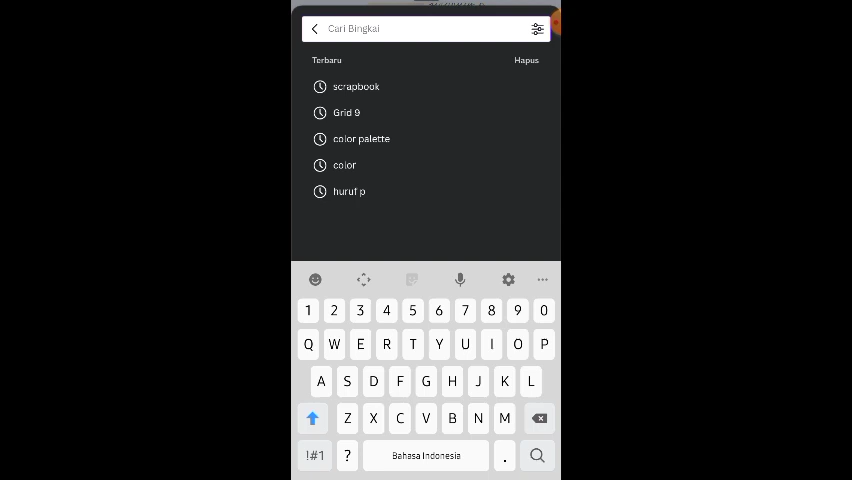 Cari Bingkai
Terbaru Hapus
scrapbook
Grid 9
color palette
color
huruf p
1 2 3 4 5 6 7 8 9 0
Q W E R T Y U I O P
A S D F G H J K L
Z X C V B N M
!#1 ? Bahasa Indonesia .